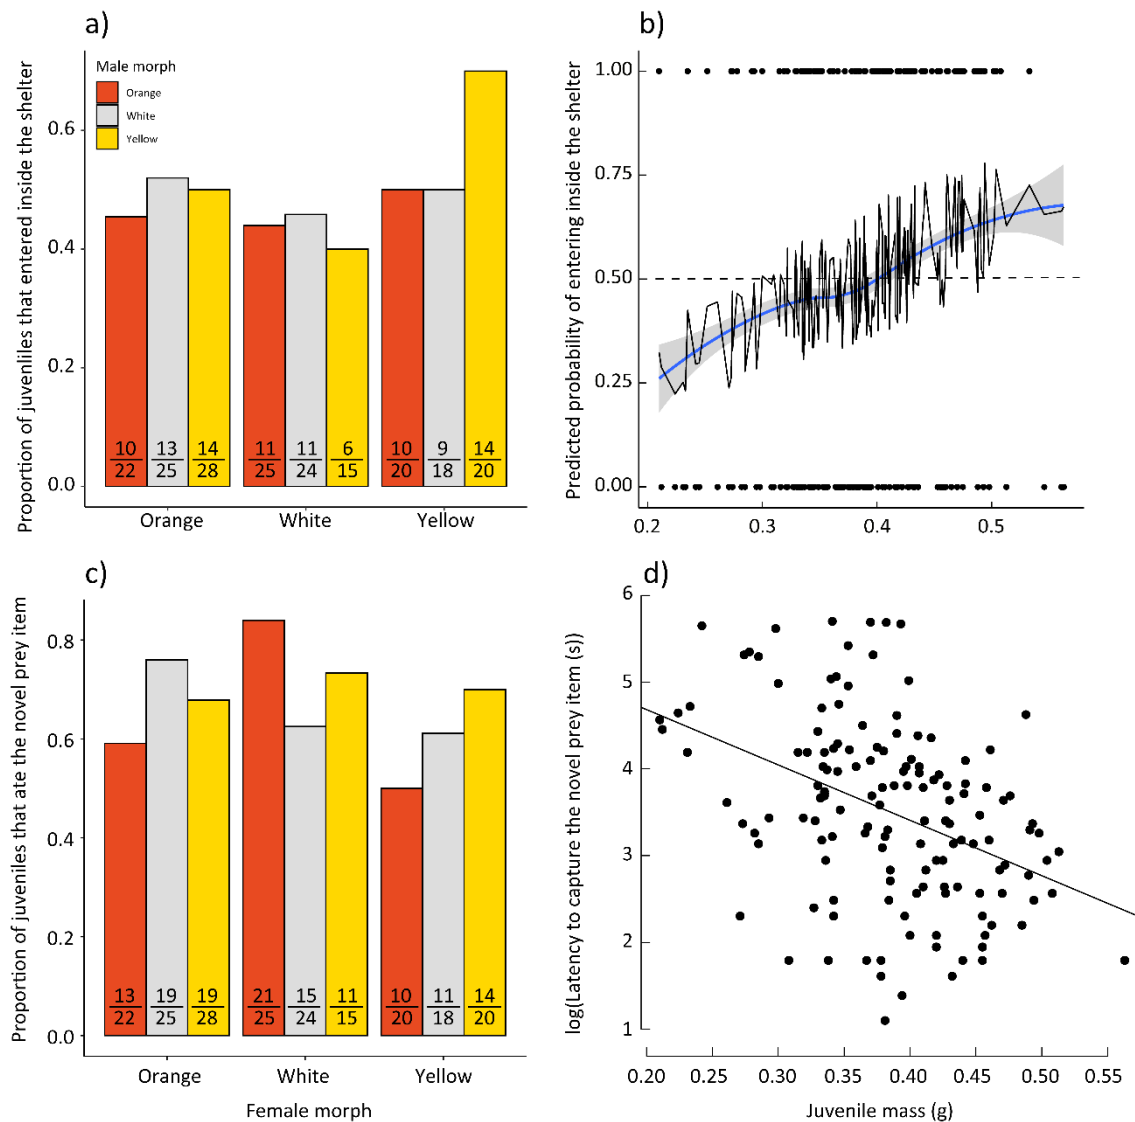 a)
Proportion of juvenliles that entered inside the shelter
Male morph
Orange
White
Yellow
0.6
0.4
0.2
0.0
10 13 14 11 11 6 10 9 14
22 25 28 25 24 15 20 18 20
Orange White Yellow
b)
Predicted probability of entering inside the shelter
1.00
0.75
0.50
0.25
0.00
0.2 0.3 0.4 0.5
c)
Proportion of juveniles that ate the novel prey item
0.8
0.6
0.4
0.2
0.0
13 19 19 21 15 11 10 11 14
22 25 28 25 24 15 20 18 20
Orange White Yellow
Female morph
d)
log(Latency to capture the novel prey item (s))
6
5
4
3
2
1
0.20 0.25 0.30 0.35 0.40 0.45 0.50 0.55
Juvenile mass (g)